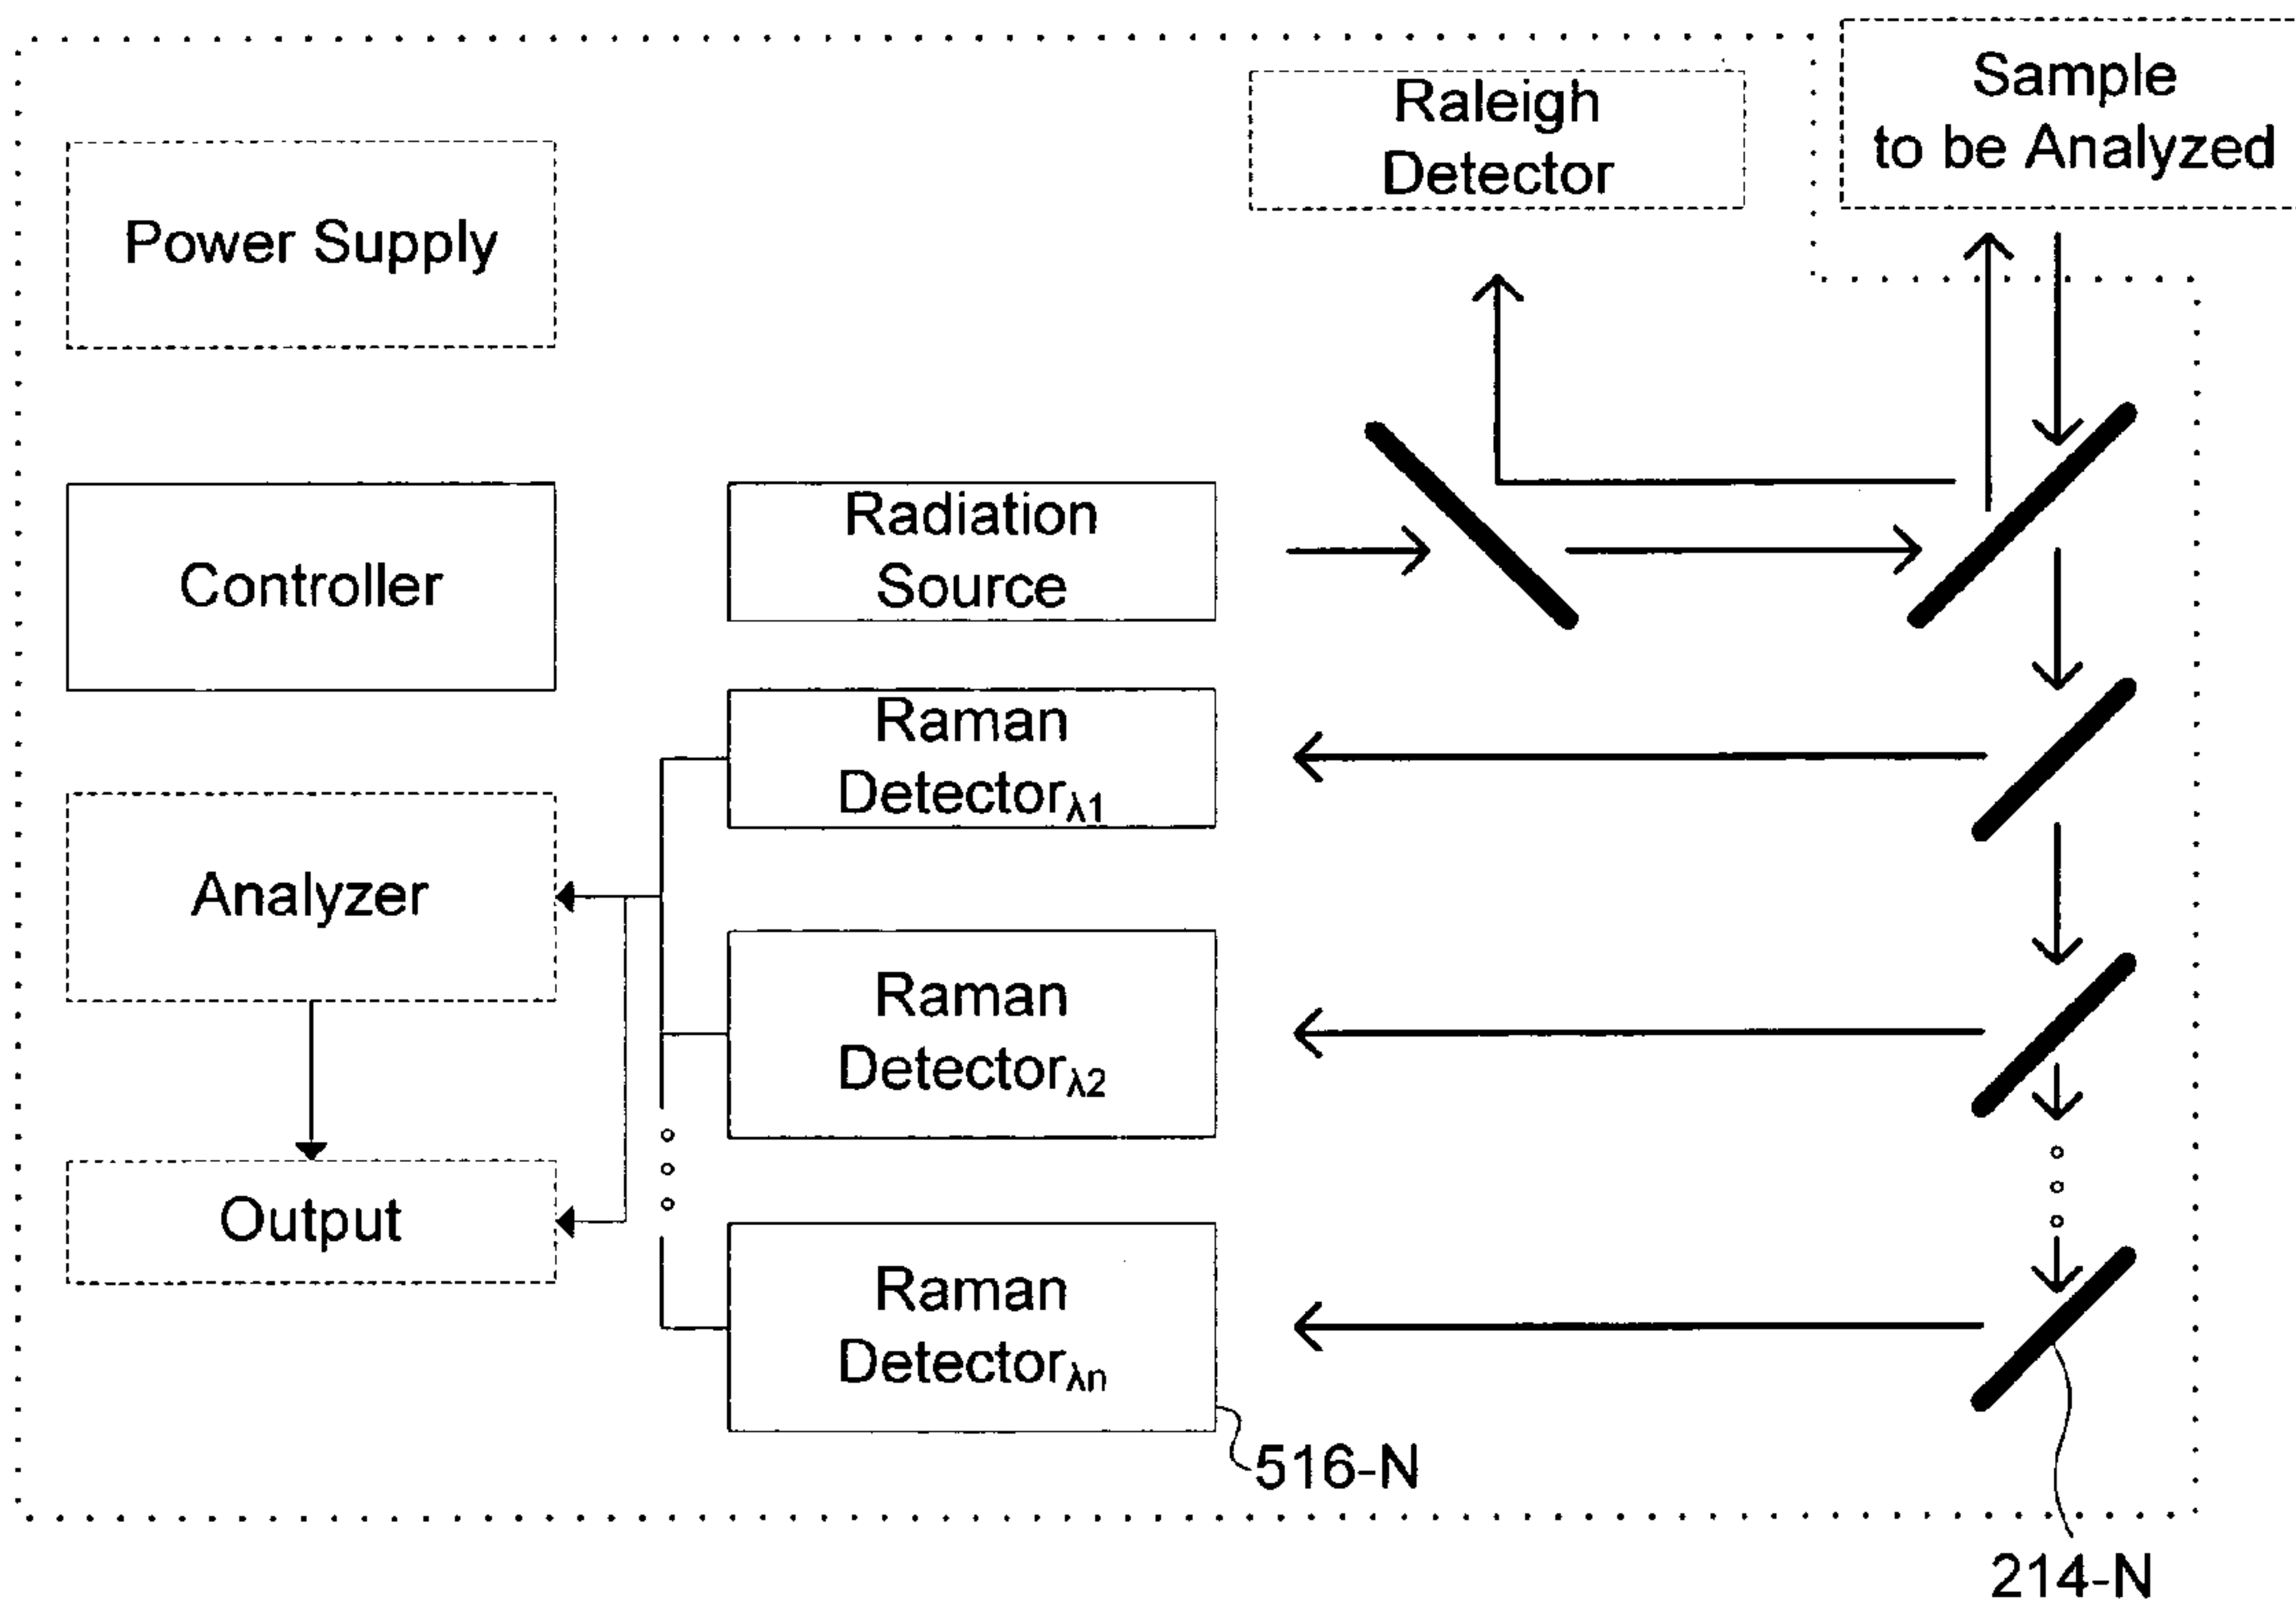 Sample
to be Analyzed
Raleigh
Detector
Power Supply
Controller
Radiation
Source
Raman
Detectorλ1
Analyzer
Raman
Detectorλ2
Output
Raman
Detectorλn
516-N
214-N